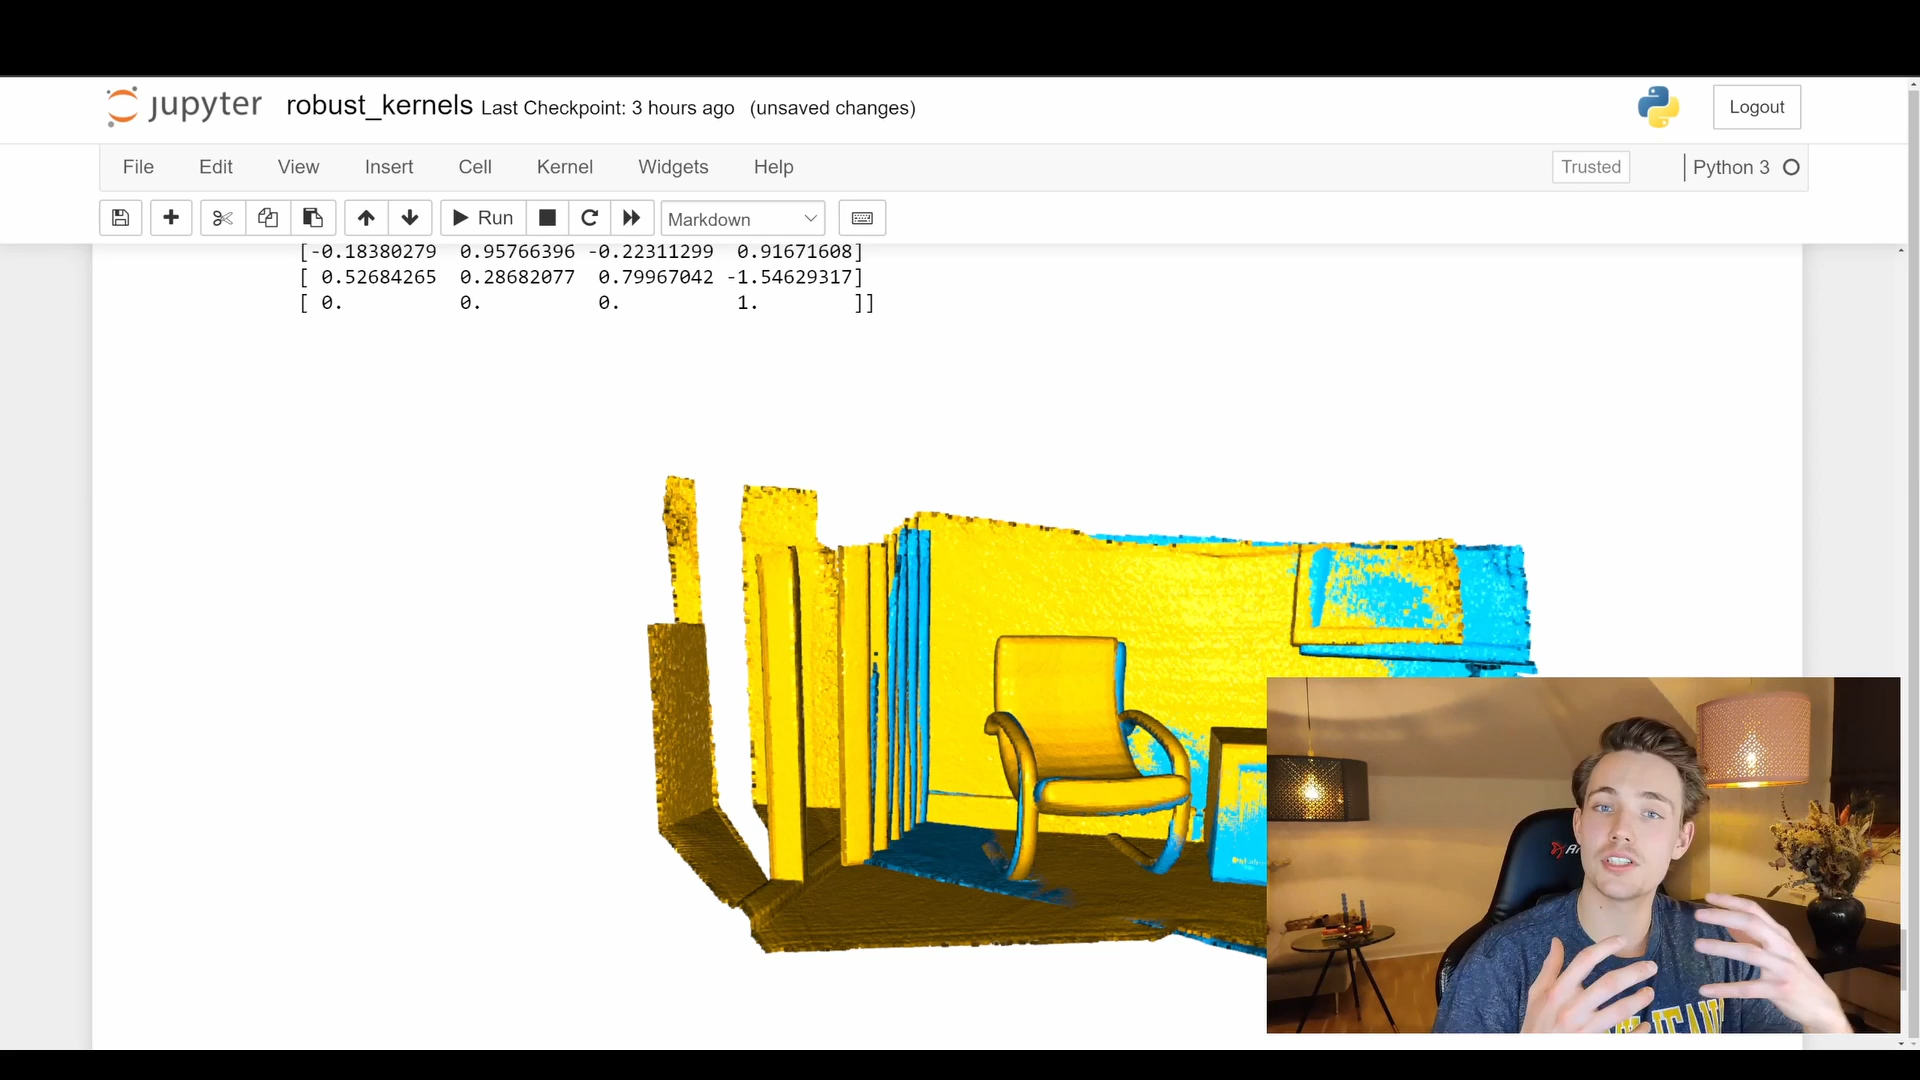 jupyter robust_kernels Last Checkpoint: 3 hours ago (unsaved changes) Logout
File Edit View Insert Cell Kernel Widgets Help Trusted Python 3
Run Markdown
[-0.18380279 0.95766396 -0.22311299 0.91671608]
[ 0.52684265 0.28682077 0.79967042 -1.54629317]
[ 0. 0. 0. 1. ]]